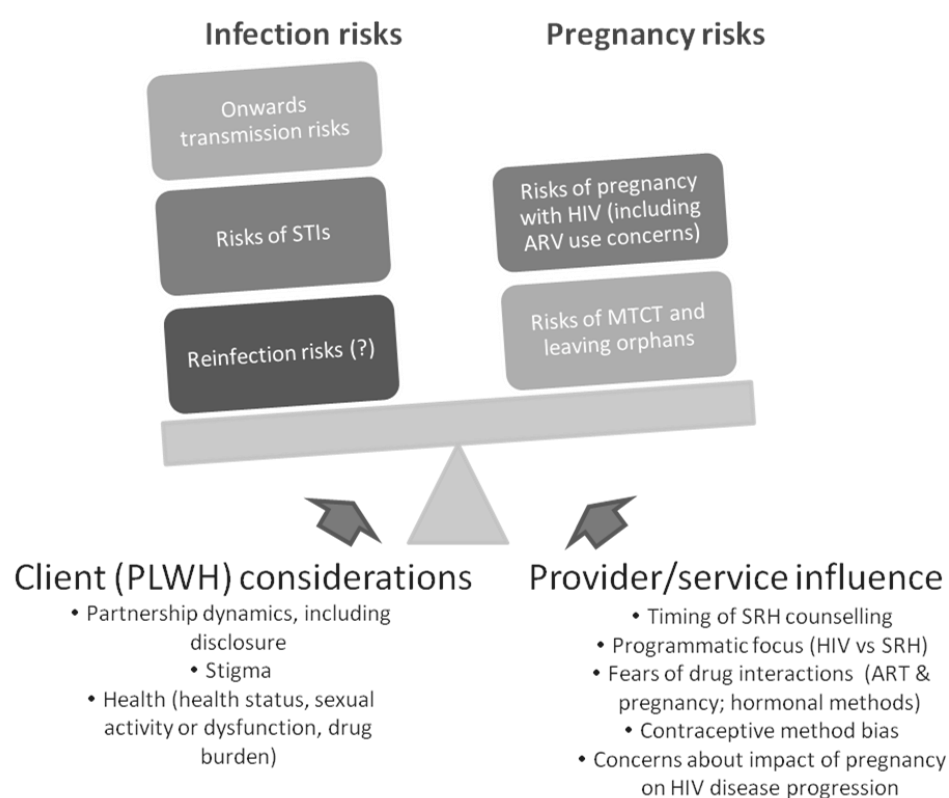 Infection risks
Pregnancy risks
Onwards
transmission risks
Risks of STIs
Reinfection risks (?)
Risks of pregnancy
with HIV (including
ARV use concerns)
Risks of MTCT and
leaving orphans
Client (PLWH) considerations
• Partnership dynamics, including
disclosure
• Stigma
• Health (health status, sexual
activity or dysfunction, drug
burden)
Provider/service influence
• Timing of SRH counselling
• Programmatic focus (HIV vs SRH)
• Fears of drug interactions (ART &
pregnancy; hormonal methods)
• Contraceptive method bias
• Concerns about impact of pregnancy
on HIV disease progression